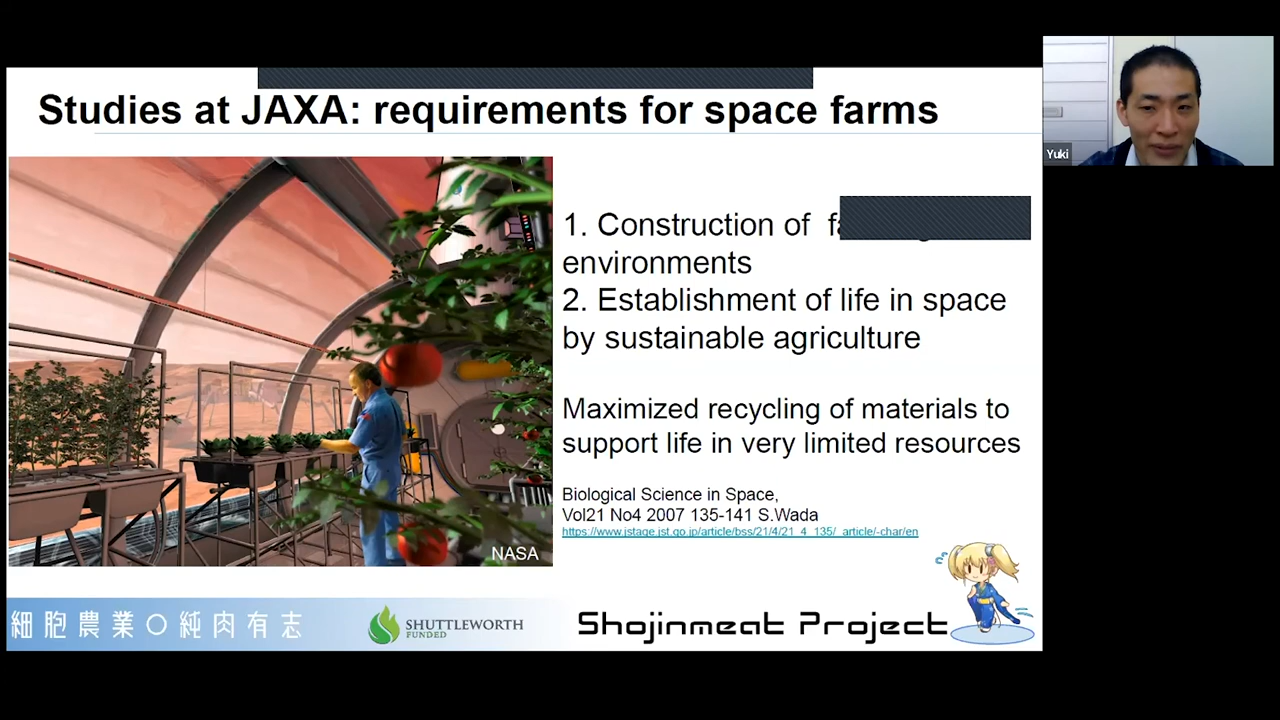 Studies at JAXA: requirements for space farms
Yuki
1. Construction of
environments
2. Establishment of life in space
by sustainable agriculture
Maximized recycling of materials to
support life in very limited resources
Biological Science in Space,
Vol21 No4 2007 135-141 S.Wada
https://www.jstage.jst.go.jp/article/bss/21/4/21_4_135/_article/-char/en
NASA
細胞農業〇純肉有志
SHUTTLEWORTH
FUNDED
Shojinmeat Project